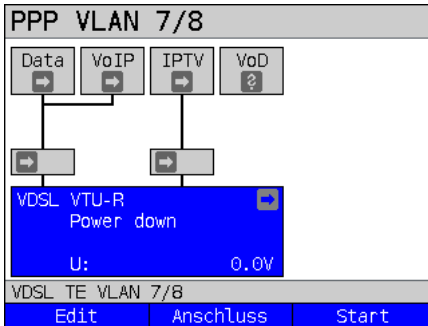 PPP VLAN 7/8
Data VoIP IPTV VoD
?
VDSL VTU-R
Power down
U: 0.0V
VDSL TE VLAN 7/8
Edit Anschluss Start